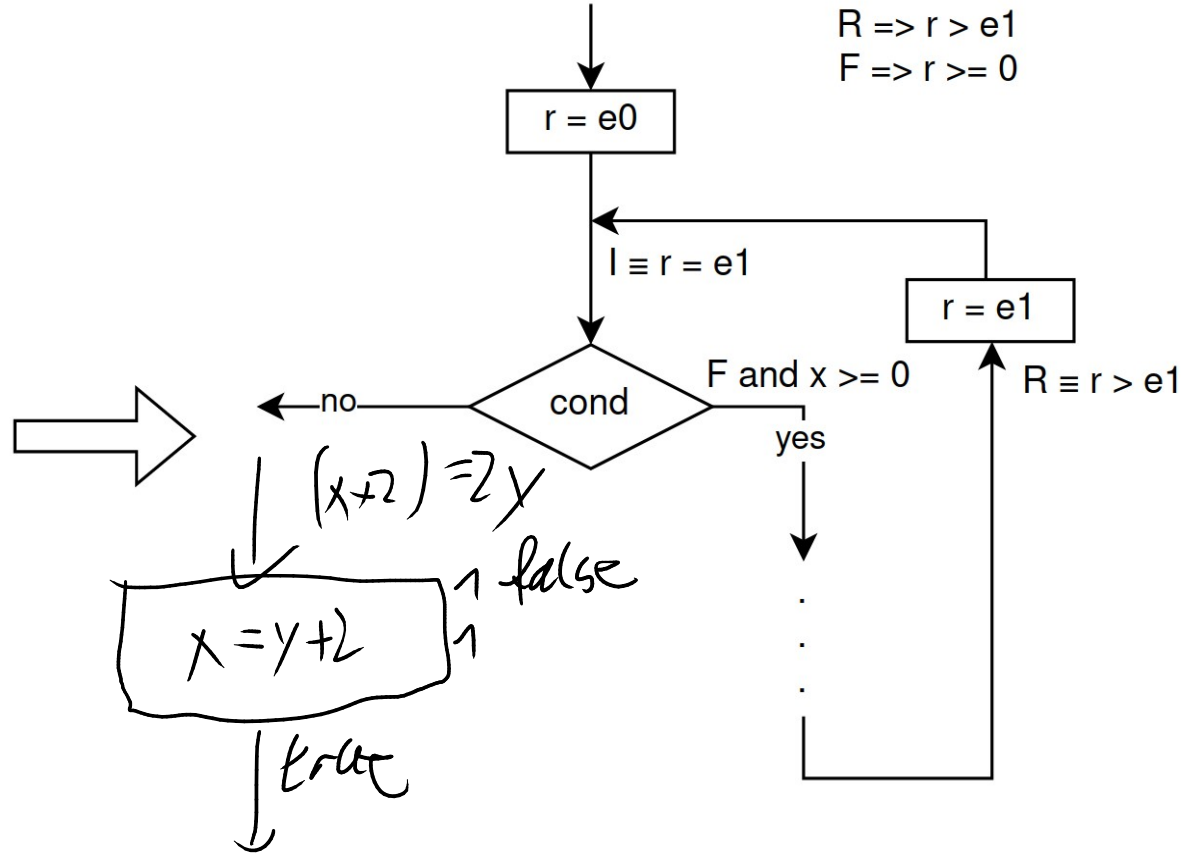 R => r > e1
F => r >= 0
r = e0
I ≡ r = e1
r = e1
F and x >= 0
R ≡ r > e1
no
cond
yes
(x+2) = 2y
false
x = y+2
true